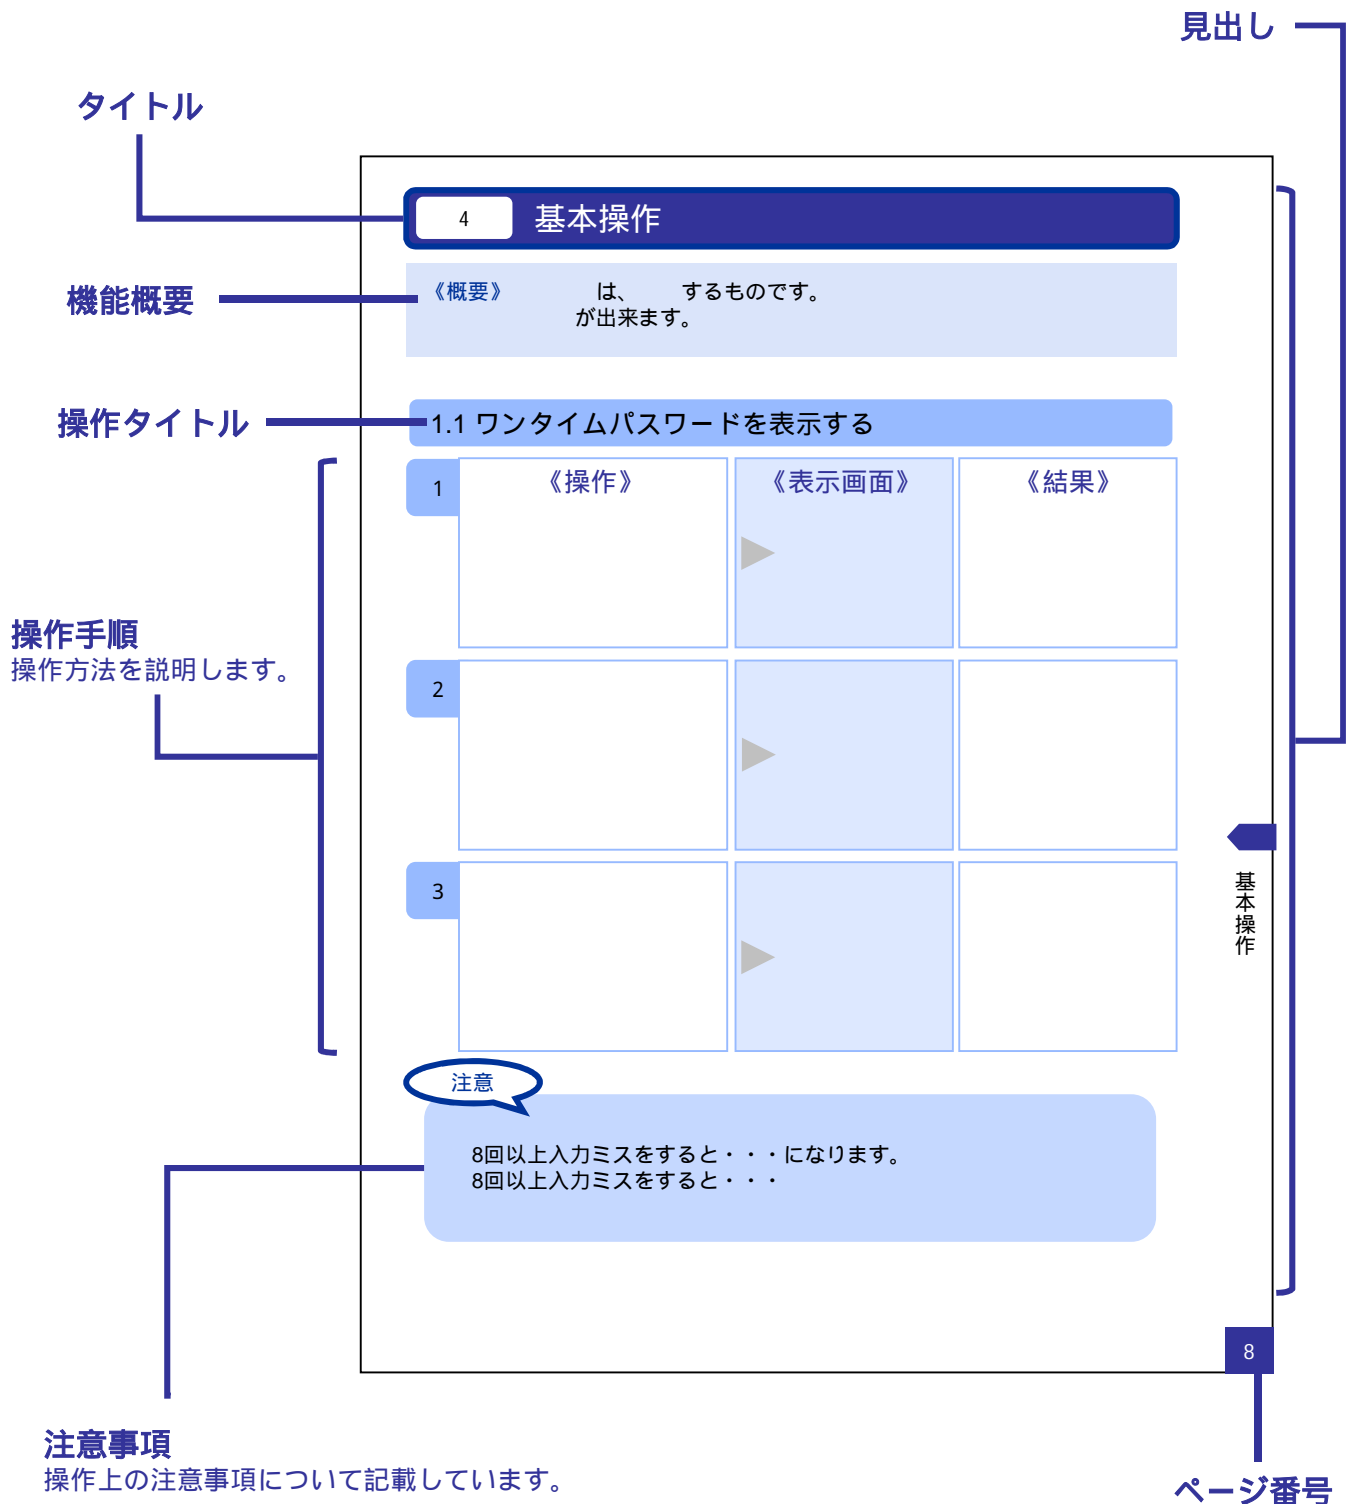 見出し
タイトル
4 基本操作
機能概要
《概要》 は、 するものです。
が出来ます。
操作タイトル
1.1 ワンタイムパスワードを表示する
1 《操作》 《表示画面》 《結果》
操作手順
操作方法を説明します。
2
3
基本操作
注意
8回以上入力ミスをすると・・・になります。
8回以上入力ミスをすると・・・
8
注意事項
操作上の注意事項について記載しています。
ページ番号